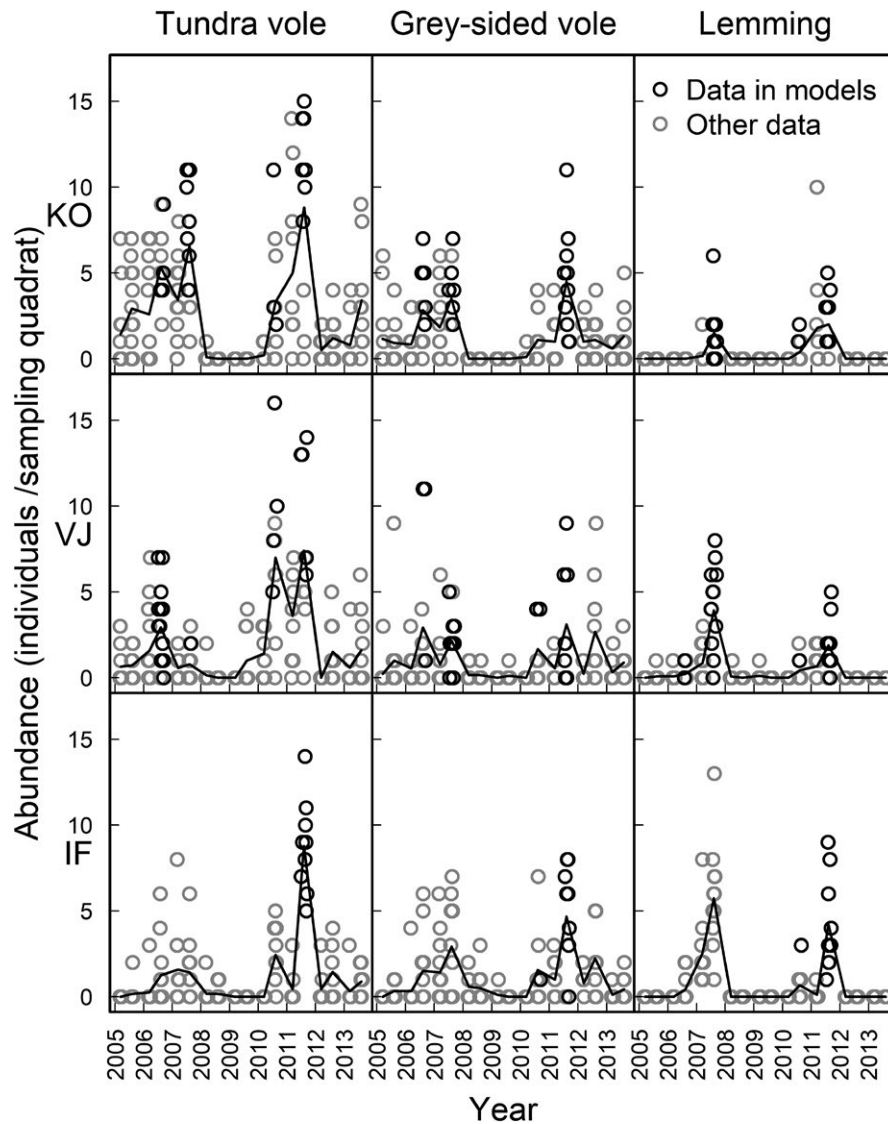 Tundra vole Grey-sided vole Lemming
Data in models
Other data
Abundance (individuals /sampling quadrat)
KO
15
10
5
0
VJ
15
10
5
0
IF
15
10
5
0
2005 2006 2007 2008 2009 2010 2011 2012 2013 2005 2006 2007 2008 2009 2010 2011 2012 2013 2005 2006 2007 2008 2009 2010 2011 2012 2013
Year